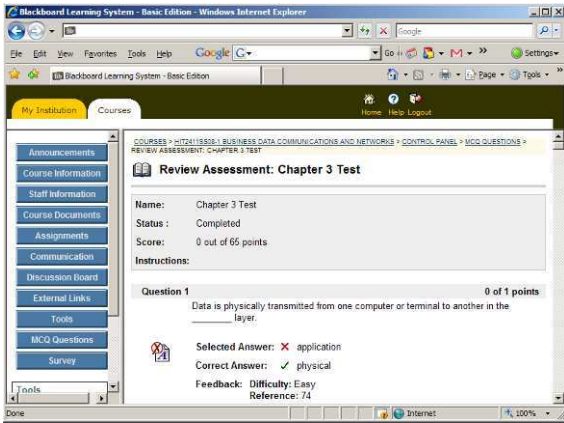 Blackboard Learning System - Basic Edition - Windows Internet Explorer
Google
File Edit View Favorites Tools Help Google G Go M Settings
Blackboard Learning System - Basic Edition Page Tools
My Institution Courses
Home Help Logout
Announcements
Course Information
Staff Information
Course Documents
Assignments
Communication
Discussion Board
External Links
Tools
MCQ Questions
Survey
Tools
COURSES > HIT2411SS08-1 BUSINESS DATA COMMUNICATIONS AND NETWORKS > CONTROL PANEL > MCQ QUESTIONS >
REVIEW ASSESSMENT: CHAPTER 3 TEST
Review Assessment: Chapter 3 Test
Name: Chapter 3 Test
Status : Completed
Score: 0 out of 65 points
Instructions:
Question 1 0 of 1 points
Data is physically transmitted from one computer or terminal to another in the
_______ layer.
Selected Answer: application
Correct Answer: physical
Feedback: Difficulty: Easy
Reference: 74
Done Internet 100%